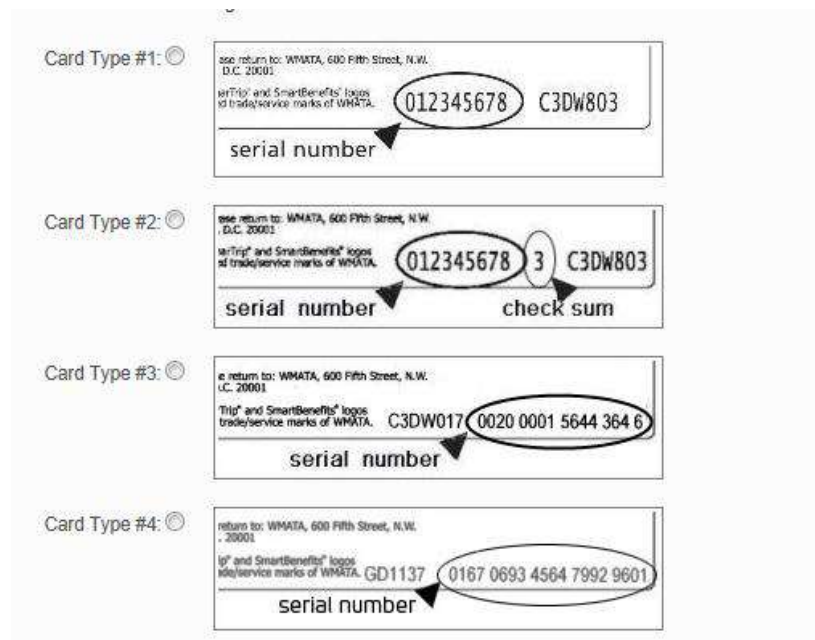 Card Type #1:
ase return to: WMATA, 600 Fifth Street, N.W.
D.C. 20001
arTrip® and SmartBenefits® logos
d trade/service marks of WMATA.
012345678 C3DW803
serial number
Card Type #2:
ase return to: WMATA, 600 Fifth Street, N.W.
. D.C. 20001
arTrip® and SmartBenefits® logos
ed trade/service marks of WMATA.
012345678 3 C3DW803
serial number check sum
Card Type #3:
e return to: WMATA, 600 Fifth Street, N.W.
.C. 20001
Trip® and SmartBenefits® logos
trade/service marks of WMATA.
C3DW017 0020 0001 5644 364 6
serial number
Card Type #4:
return to: WMATA, 600 Fifth Street, N.W.
. 20001
ip® and SmartBenefits® logos
ade/service marks of WMATA.
GD1137 0167 0693 4564 7992 9601
serial number